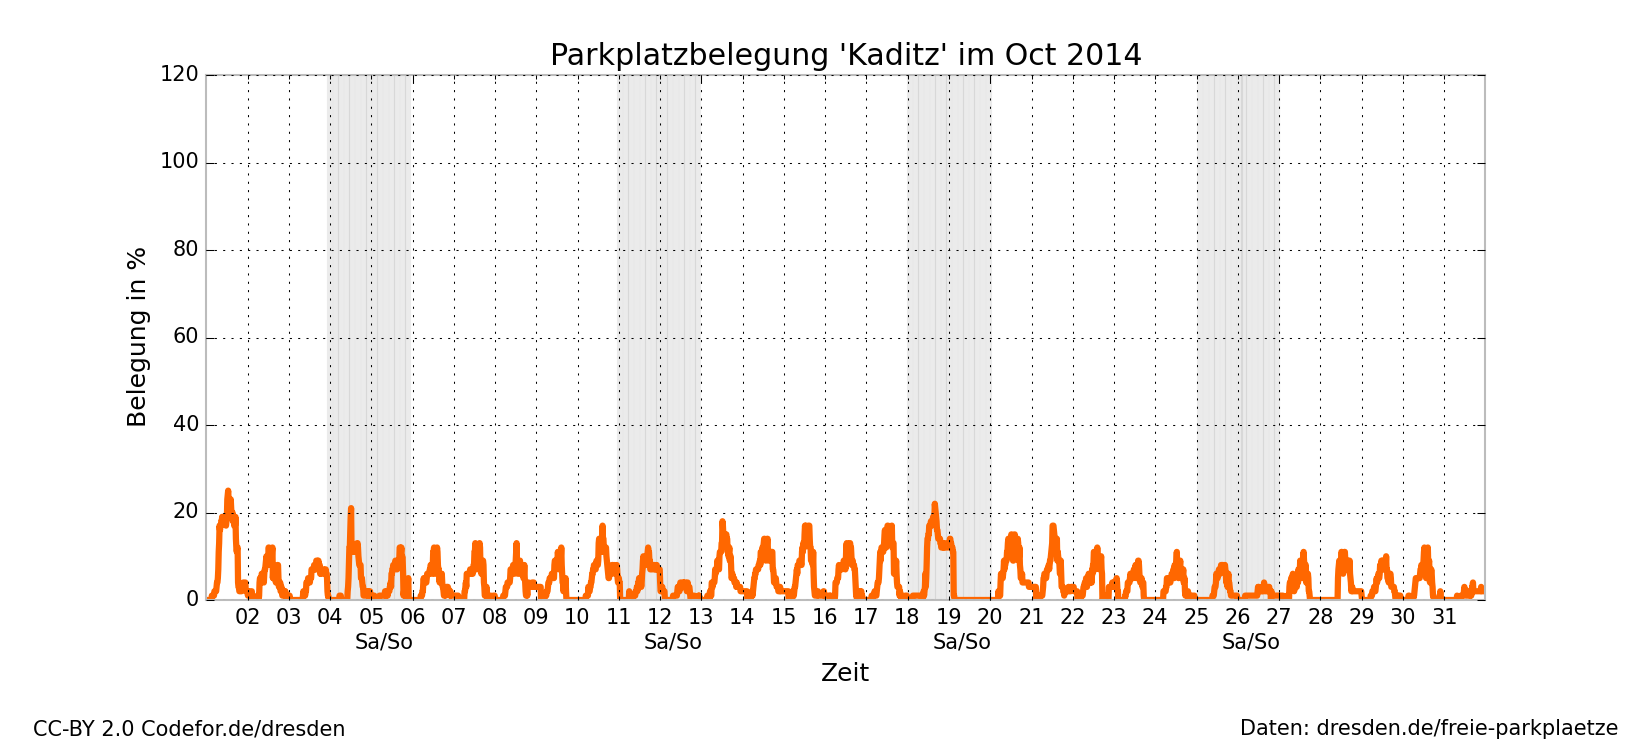 Parkplatzbelegung 'Kaditz' im Oct 2014
120
100
80
60
40
20
0
Belegung in %
02 03 04 05 06 07 08 09 10 11 12 13 14 15 16 17 18 19 20 21 22 23 24 25 26 27 28 29 30 31
Sa/So Sa/So Sa/So Sa/So
Zeit
CC-BY 2.0 Codefor.de/dresden
Daten: dresden.de/freie-parkplaetze